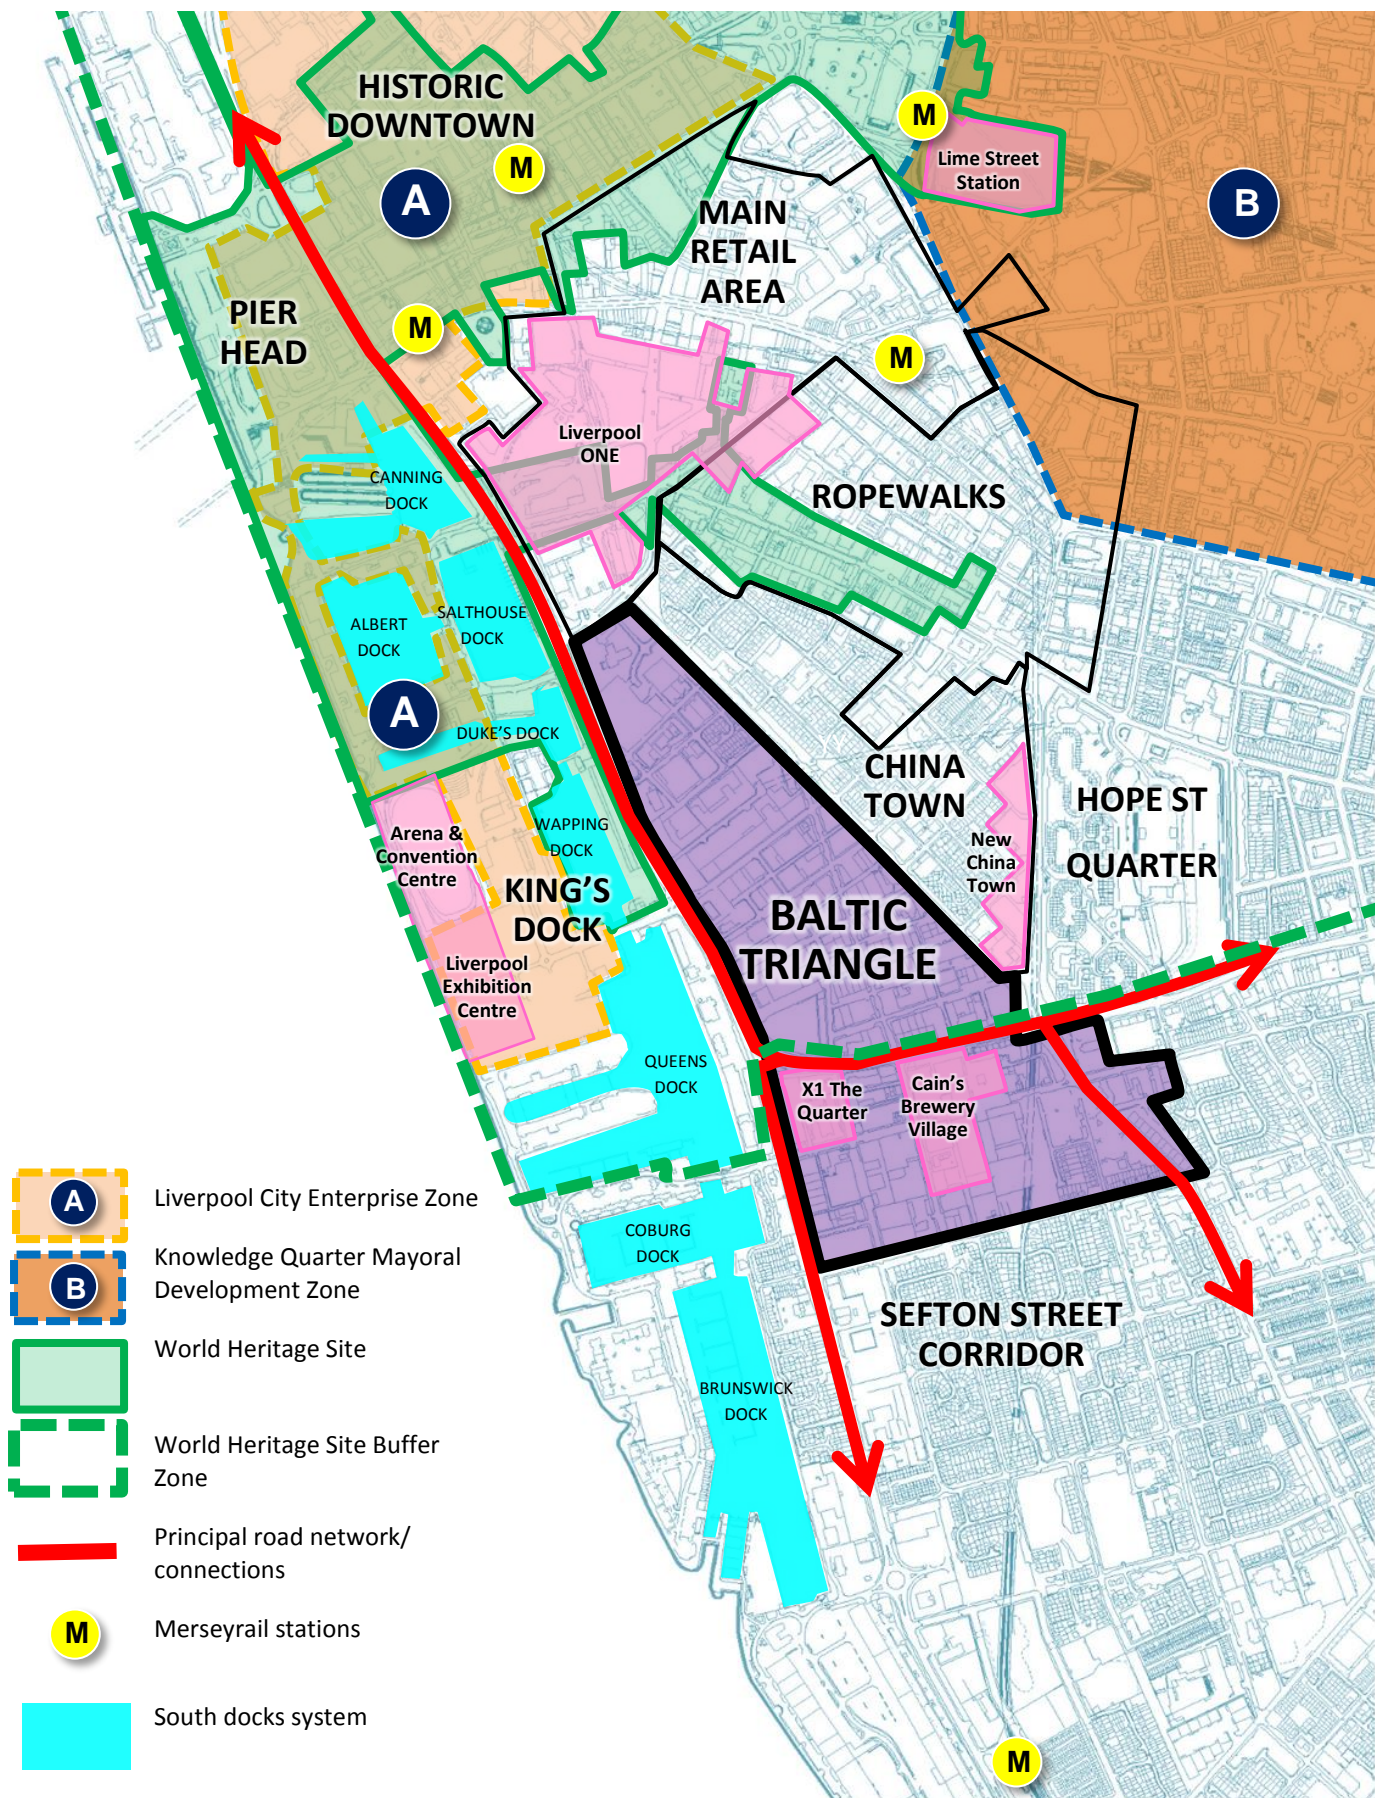 HISTORIC
DOWNTOWN
M
M
Lime Street
Station
A
B
MAIN
RETAIL
AREA
PIER
HEAD
M
M
Liverpool
ONE
CANNING
DOCK
ROPEWALKS
ALBERT
DOCK
SALTHOUSE
DOCK
A
DUKE'S DOCK
CHINA
TOWN
HOPE ST
QUARTER
Arena &
Convention
Centre
WAPPING
DOCK
New
China
Town
KING'S
DOCK
BALTIC
TRIANGLE
Liverpool
Exhibition
Centre
QUEENS
DOCK
X1 The
Quarter
Cain's
Brewery
Village
COBURG
DOCK
SEFTON STREET
CORRIDOR
BRUNSWICK
DOCK
M
A
Liverpool City Enterprise Zone
B
Knowledge Quarter Mayoral
Development Zone
World Heritage Site
World Heritage Site Buffer
Zone
Principal road network/
connections
M
Merseyrail stations
South docks system